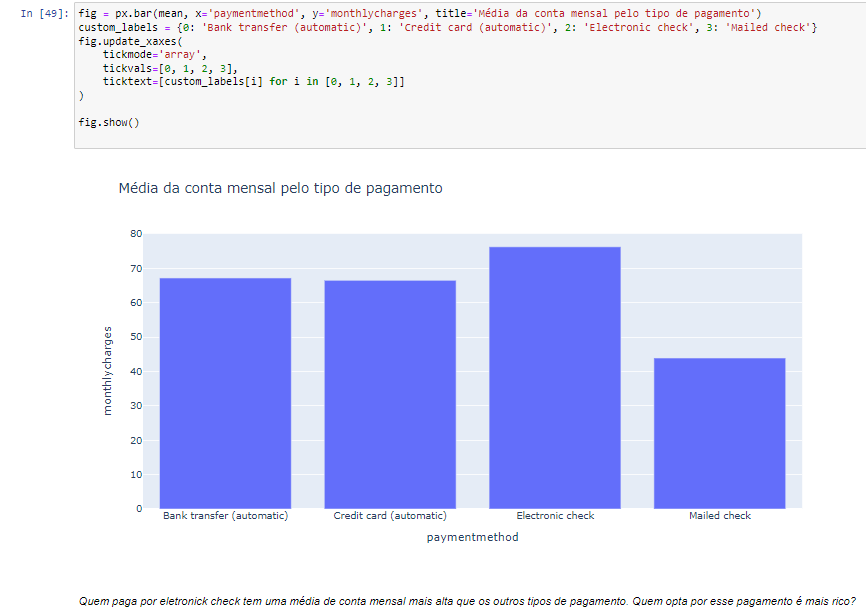 In [49]: fig = px.bar(mean, x='paymentmethod', y='monthlycharges', title='Média da conta mensal pelo tipo de pagamento')
custom_labels = {0: 'Bank transfer (automatic)', 1: 'Credit card (automatic)', 2: 'Electronic check', 3: 'Mailed check'}
fig.update_xaxes(
    tickmode='array',
    tickvals=[0, 1, 2, 3],
    ticktext=[custom_labels[i] for i in [0, 1, 2, 3]]
)
fig.show()
Média da conta mensal pelo tipo de pagamento
80
70
60
50
40
30
20
10
0
monthlycharges
Bank transfer (automatic) Credit card (automatic) Electronic check Mailed check
paymentmethod
Quem paga por eletronick check tem uma média de conta mensal mais alta que os outros tipos de pagamento. Quem opta por esse pagamento é mais rico?